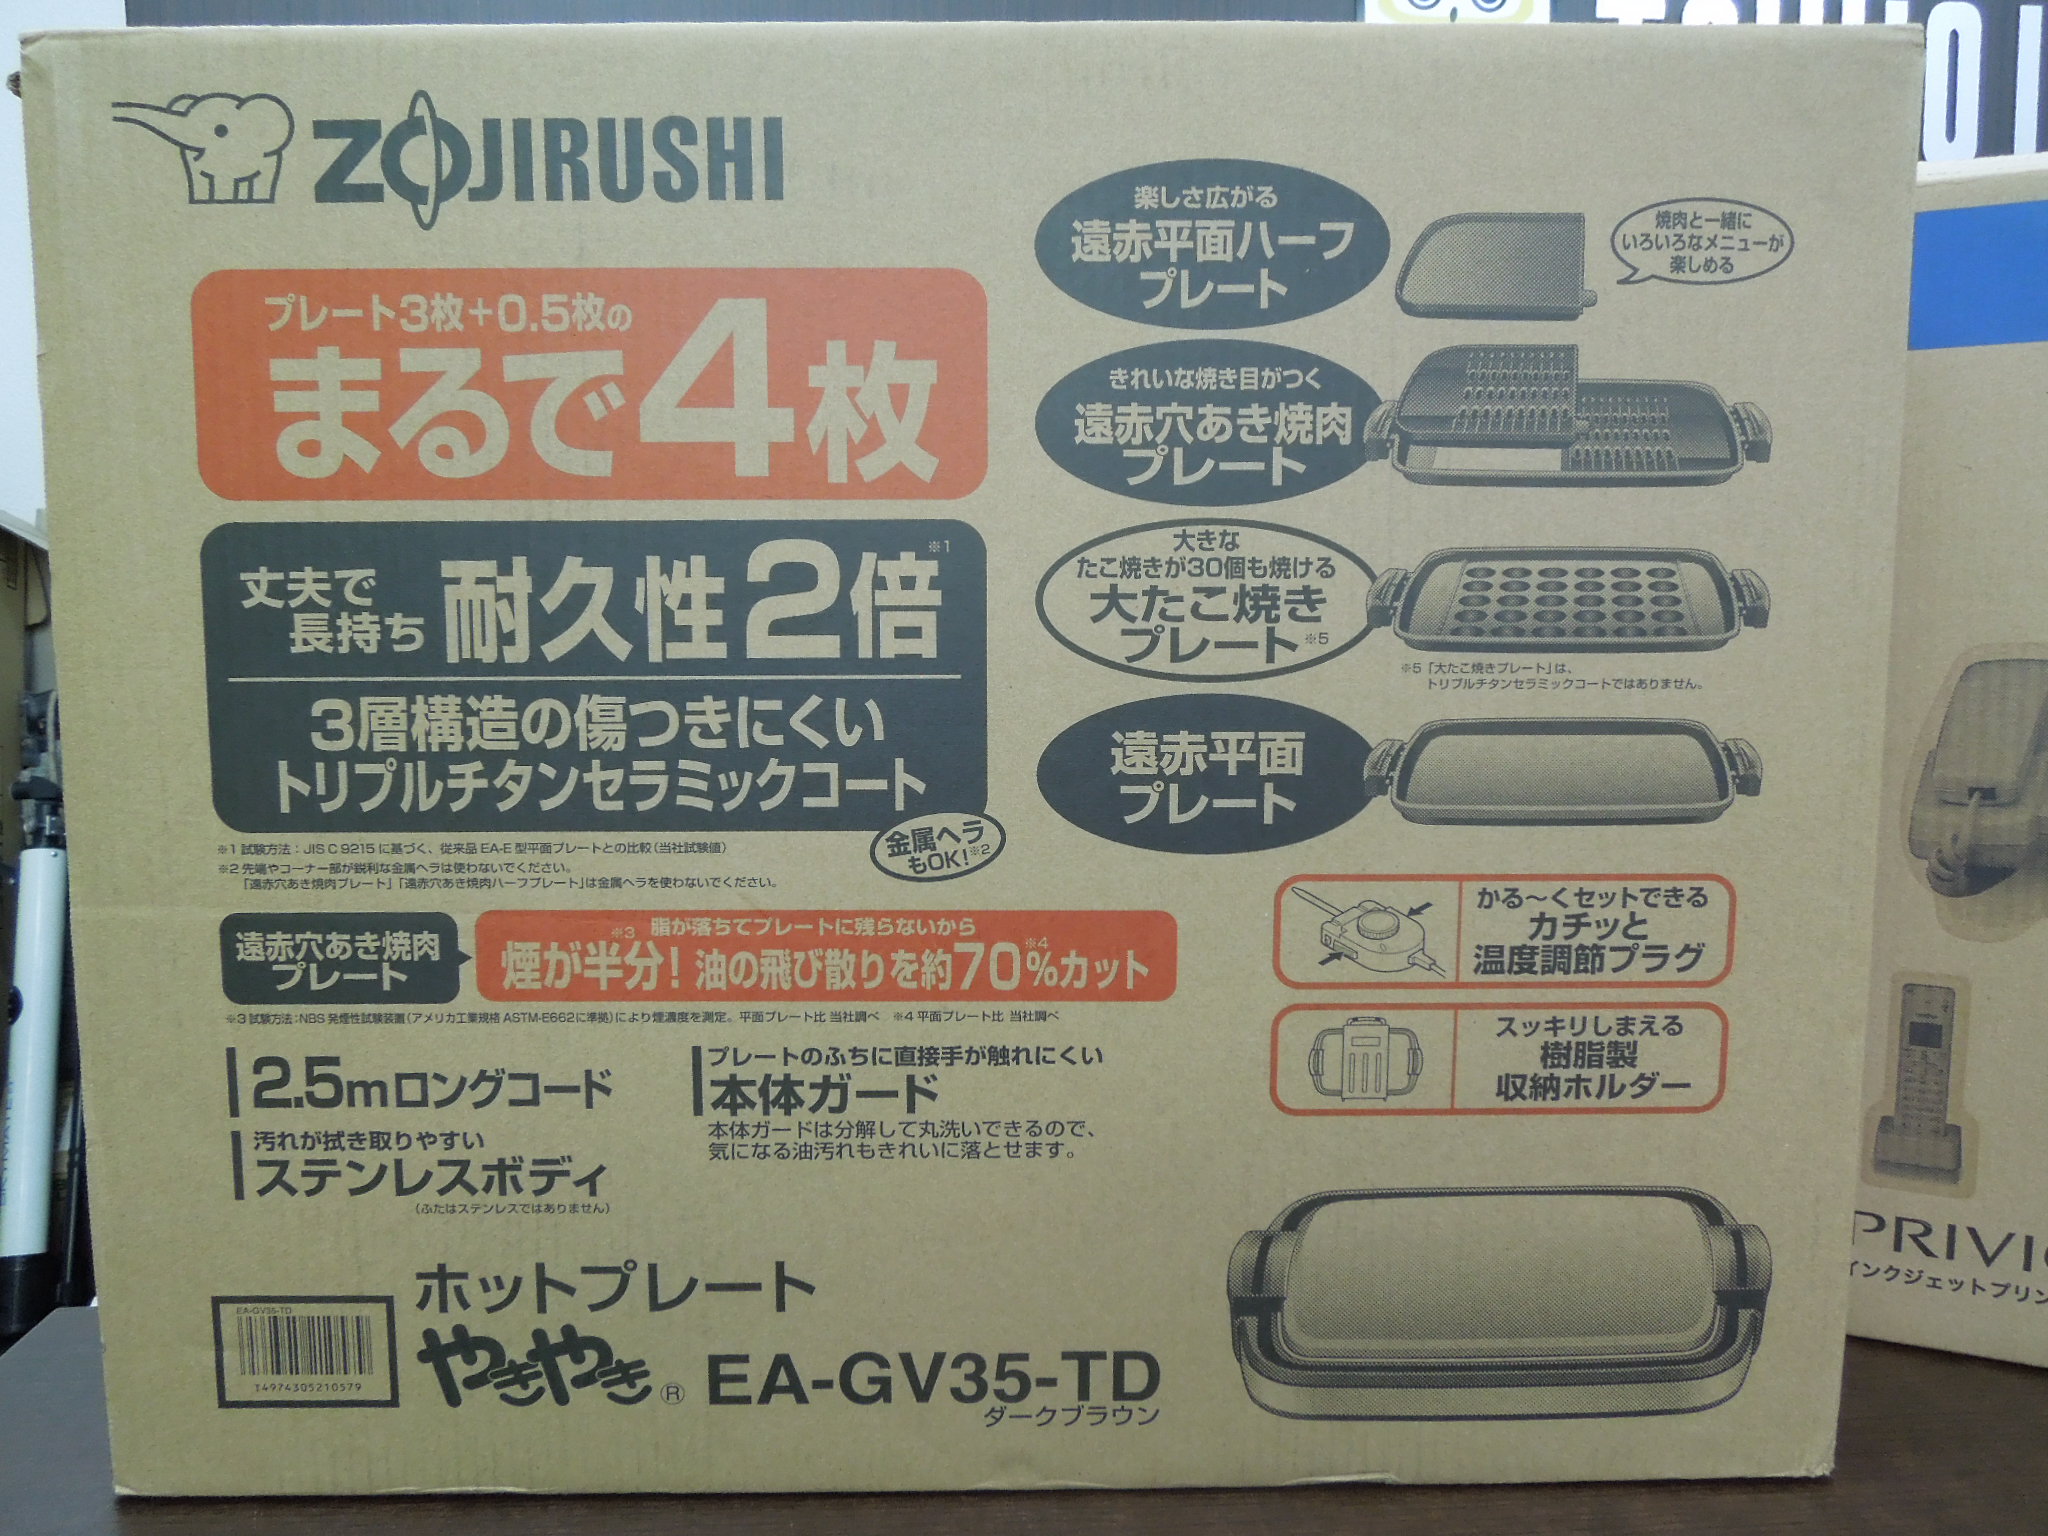 ZOJIRUSHI
プレート3枚+0.5枚の
まるで4枚
丈夫で
長持ち
耐久性2倍※1
3層構造の傷つきにくい
トリプルチタンセラミックコート
金属ヘラ
もOK!※2
※1 試験方法:JIS C 9215 に基づく、従来品 EA-E 型平面プレートとの比較(当社試験値)
※2 先端やコーナー部が鋭利な金属ヘラは使わないでください。
「遠赤穴あき焼肉プレート」「遠赤穴あき焼肉ハーフプレート」は金属ヘラを使わないでください。
遠赤穴あき焼肉
プレート
脂が落ちてプレートに残らないから
煙が半分!※3 油の飛び散りを約70%カット※4
※3 試験方法:NBS 発煙性試験装置(アメリカ工業規格 ASTM-E662に準拠)により煙濃度を測定。平面プレート比 当社調べ ※4 平面プレート比 当社調べ
2.5mロングコード
汚れが拭き取りやすい
ステンレスボディ
(ふたはステンレスではありません)
プレートのふちに直接手が触れにくい
本体ガード
本体ガードは分解して丸洗いできるので、
気になる油汚れもきれいに落とせます。
楽しさ広がる
遠赤平面ハーフ
プレート
焼肉と一緒に
いろいろなメニューが
楽しめる
きれいな焼き目がつく
遠赤穴あき焼肉
プレート
大きな
たこ焼きが30個も焼ける
大たこ焼き
プレート※5
※5「大たこ焼きプレート」は、
トリプルチタンセラミックコートではありません。
遠赤平面
プレート
かる〜くセットできる
カチッと
温度調節プラグ
スッキリしまえる
樹脂製
収納ホルダー
ホットプレート
やきやき® EA-GV35-TD
ダークブラウン
EA-GV35-TD
T4974305210579
PRIVIO
インクジェットプリン